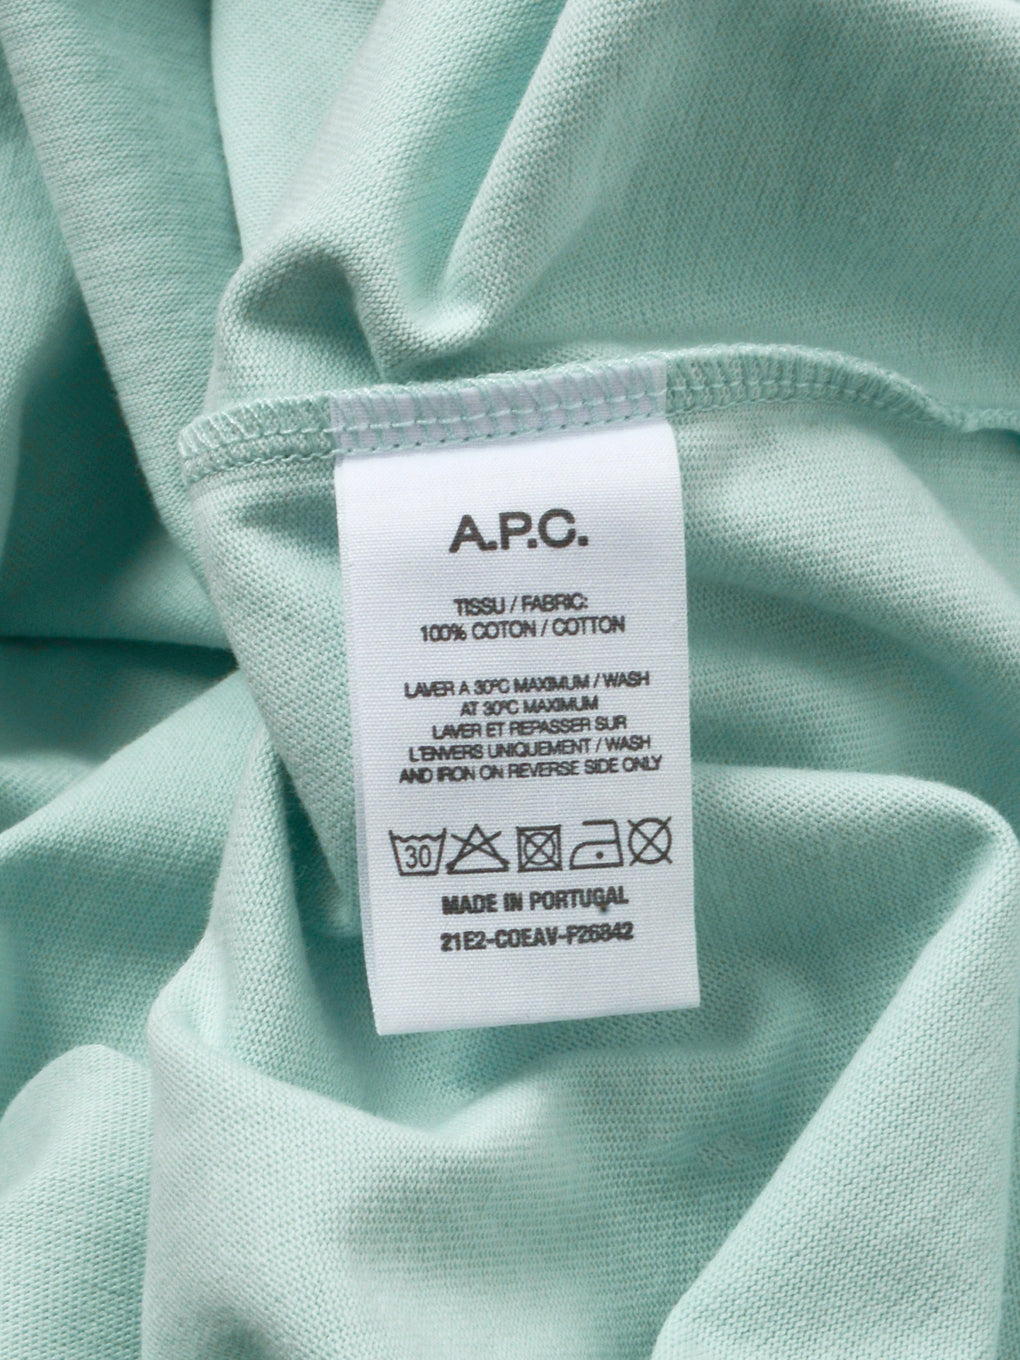 A.P.C.
TISSU / FABRIC:
100% COTON / COTTON
LAVER A 30°C MAXIMUM / WASH
AT 30°C MAXIMUM
LAVER ET REPASSER SUR
L'ENVERS UNIQUEMENT / WASH
AND IRON ON REVERSE SIDE ONLY
30
MADE IN PORTUGAL
21E2-COEAV-P26842